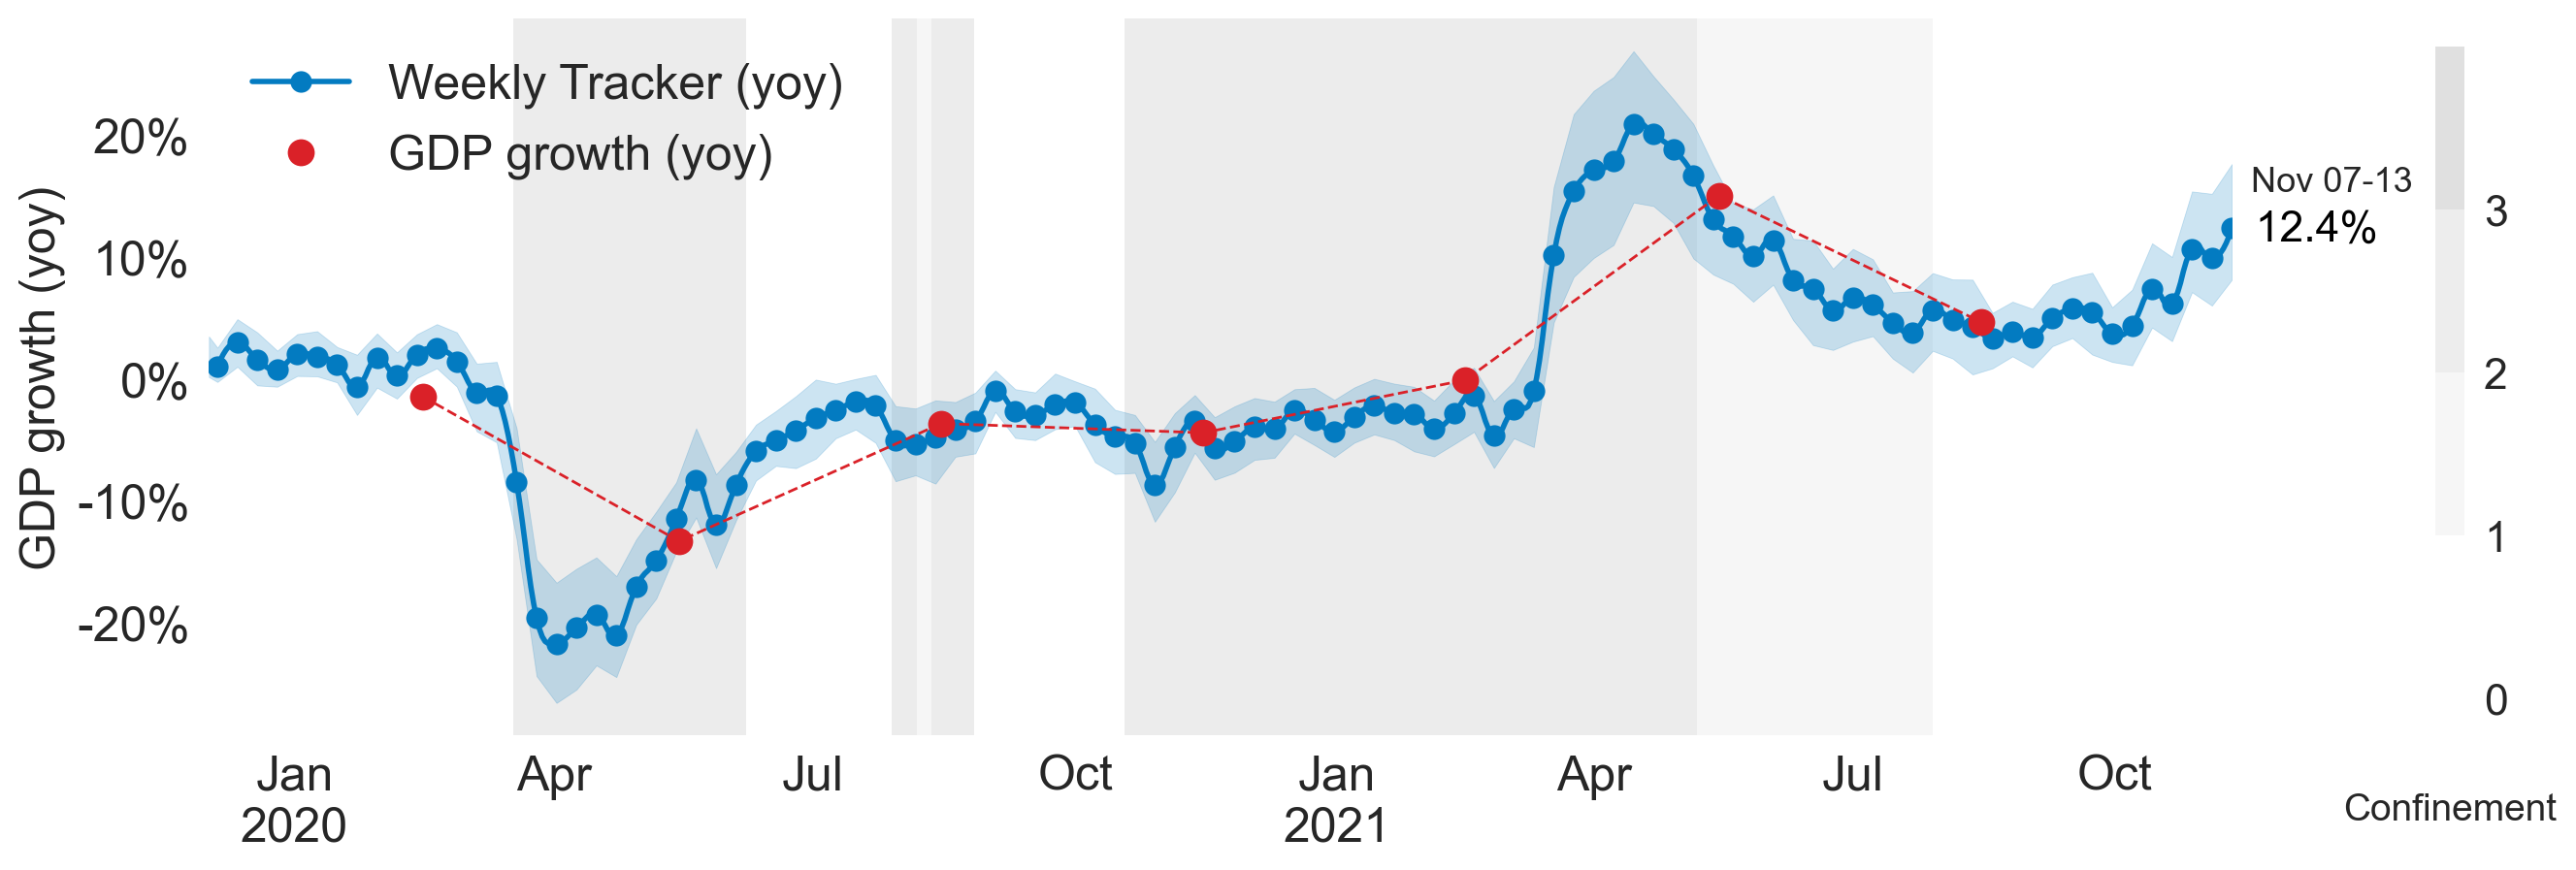 Weekly Tracker (yoy)
GDP growth (yoy)
GDP growth (yoy)
20%
10%
0%
-10%
-20%
Nov 07-13
12.4%
3
2
1
0
Jan Apr Jul Oct Jan Apr Jul Oct
2020 2021
Confinement